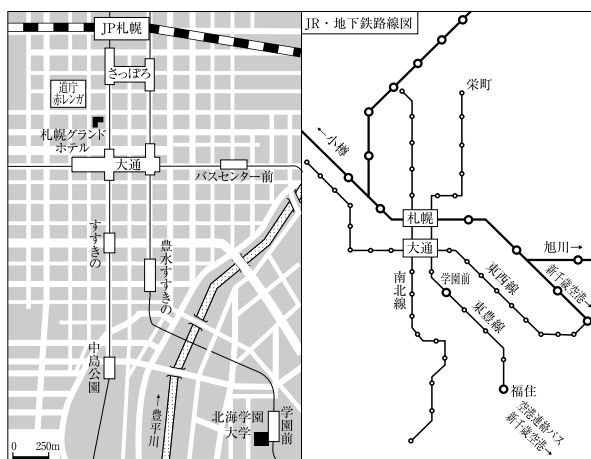 JP札幌
さっぽろ
道庁
赤レンガ
札幌グランド
ホテル
大通
バスセンター前
すすきの
豊水すすきの
中島公園
→豊平川
北海学園
大学
学園前
0 250m
JR・地下鉄路線図
栄町
←小樽
札幌
大通
旭川→
新千歳空港→
学園前
東西線
南北線
東豊線
福住
空港連絡バス
新千歳空港→